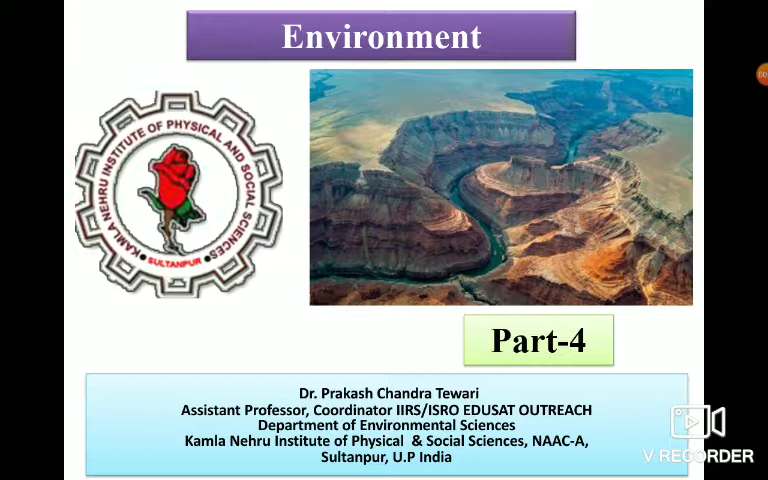 Environment
KAMLA NEHRU INSTITUTE OF PHYSICAL AND SOCIAL SCIENCES
SULTANPUR
Part-4
Dr. Prakash Chandra Tewari
Assistant Professor, Coordinator IIRS/ISRO EDUSAT OUTREACH
Department of Environmental Sciences
Kamla Nehru Institute of Physical & Social Sciences, NAAC-A,
Sultanpur, U.P India
V RECORDER